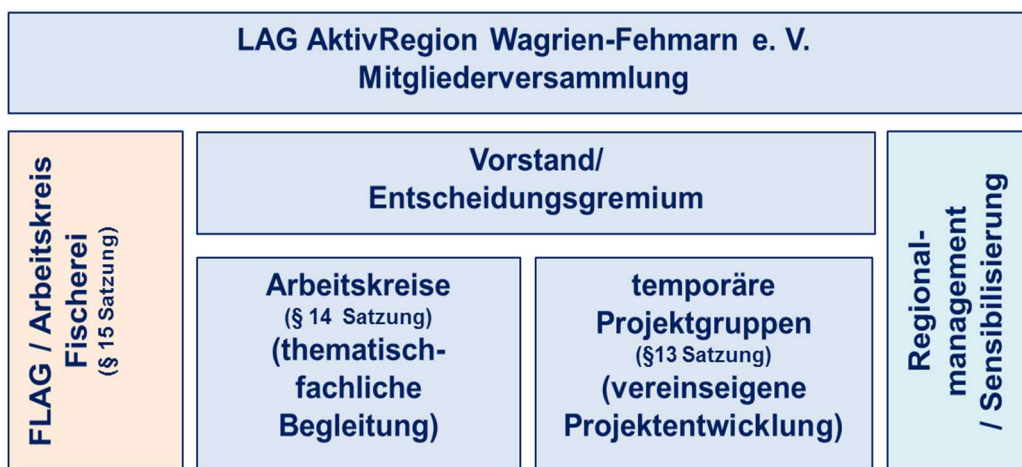 LAG AktivRegion Wagrien-Fehmarn e. V.
Mitgliederversammlung
FLAG / Arbeitskreis
Fischerei
(§ 15 Satzung)
Vorstand/
Entscheidungsgremium
Arbeitskreise
(§ 14 Satzung)
(thematisch-
fachliche
Begleitung)
temporäre
Projektgruppen
(§13 Satzung)
(vereinseigene
Projektentwicklung)
Regional-
management
/ Sensibilisierung